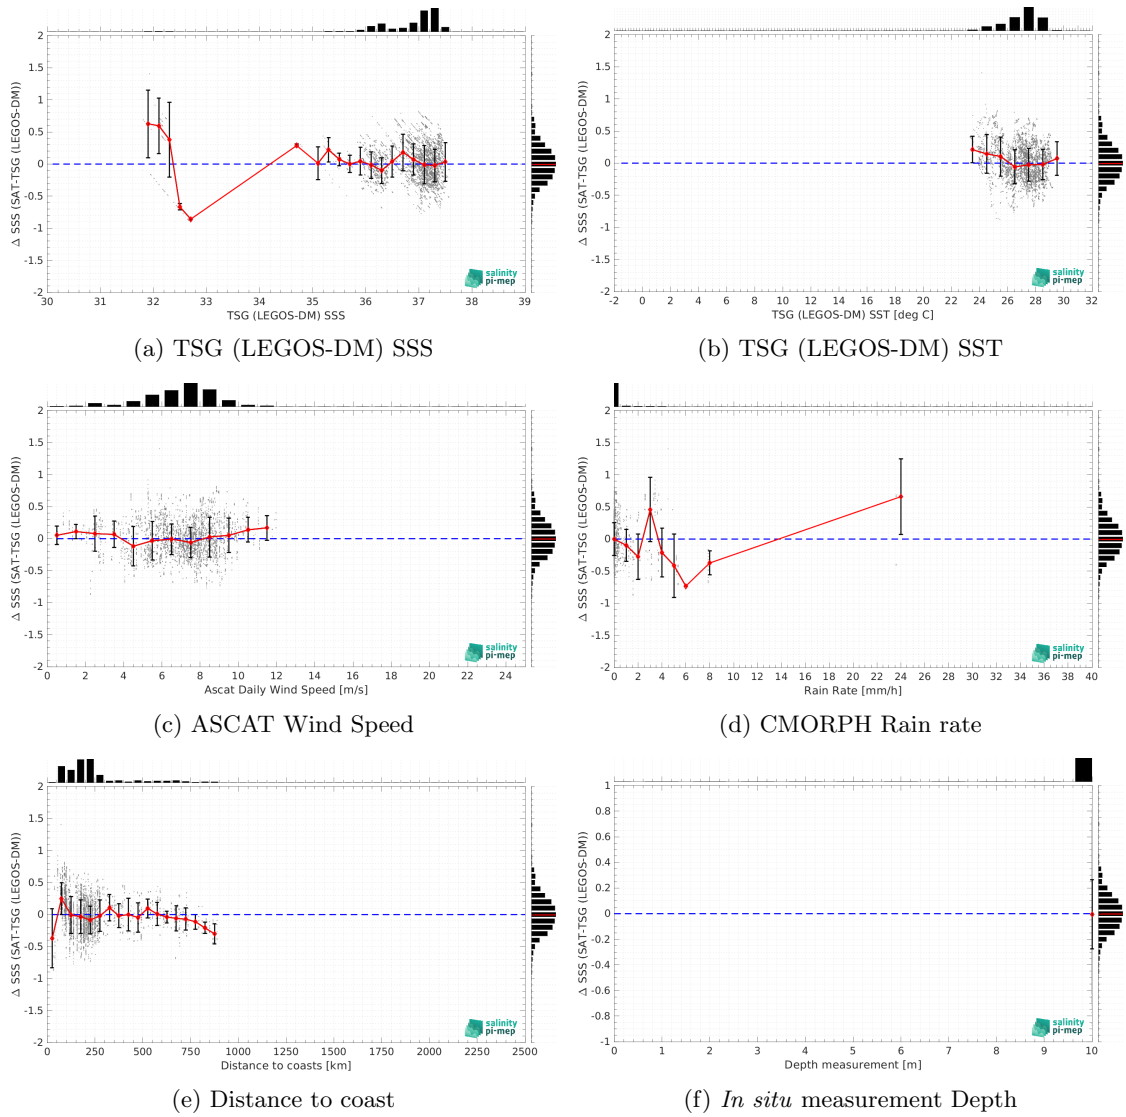 2
1.5
1
0.5
0
-0.5
-1
-1.5
-2
Δ SSS (SAT-TSG (LEGOS-DM))
30 31 32 33 34 35 36 37 38 39
TSG (LEGOS-DM) SSS
salinity
pi-mep
(a) TSG (LEGOS-DM) SSS
2
1.5
1
0.5
0
-0.5
-1
-1.5
-2
Δ SSS (SAT-TSG (LEGOS-DM))
-2 0 2 4 6 8 10 12 14 16 18 20 22 24 26 28 30 32
TSG (LEGOS-DM) SST [deg C]
salinity
pi-mep
(b) TSG (LEGOS-DM) SST
2
1.5
1
0.5
0
-0.5
-1
-1.5
-2
Δ SSS (SAT-TSG (LEGOS-DM))
0 2 4 6 8 10 12 14 16 18 20 22 24
Ascat Daily Wind Speed [m/s]
salinity
pi-mep
(c) ASCAT Wind Speed
2
1.5
1
0.5
0
-0.5
-1
-1.5
-2
Δ SSS (SAT-TSG (LEGOS-DM))
0 2 4 6 8 10 12 14 16 18 20 22 24 26 28 30 32 34 36 38 40
Rain Rate [mm/h]
salinity
pi-mep
(d) CMORPH Rain rate
2
1.5
1
0.5
0
-0.5
-1
-1.5
-2
Δ SSS (SAT-TSG (LEGOS-DM))
0 250 500 750 1000 1250 1500 1750 2000 2250 2500
Distance to coasts [km]
salinity
pi-mep
(e) Distance to coast
1
0.8
0.6
0.4
0.2
0
-0.2
-0.4
-0.6
-0.8
-1
Δ SSS (SAT-TSG (LEGOS-DM))
0 1 2 3 4 5 6 7 8 9 10
Depth measurement [m]
salinity
pi-mep
(f) In situ measurement Depth